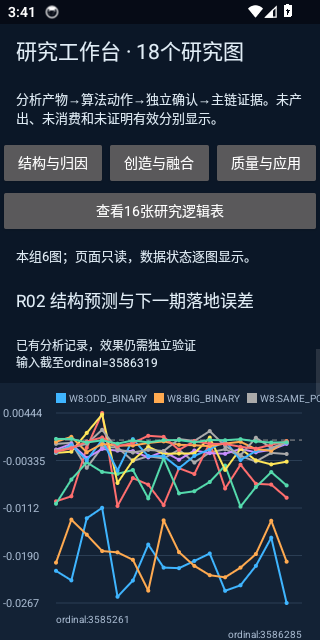 3:41
研究工作台 · 18个研究图
分析产物→算法动作→独立确认→主链证据。未产
出、未消费和未证明有效分别显示。
结构与归因 创造与融合 质量与应用
查看16张研究逻辑表
本组6图；页面只读，数据状态逐图显示。
R02 结构预测与下一期落地误差
已有分析记录，效果仍需独立验证
输入截至ordinal=3586319
W8:ODD_BINARY W8:BIG_BINARY W8:SAME_PO
0.00444
-0.00335
-0.0112
-0.0190
-0.0267
ordinal:3585261
ordinal:3586285